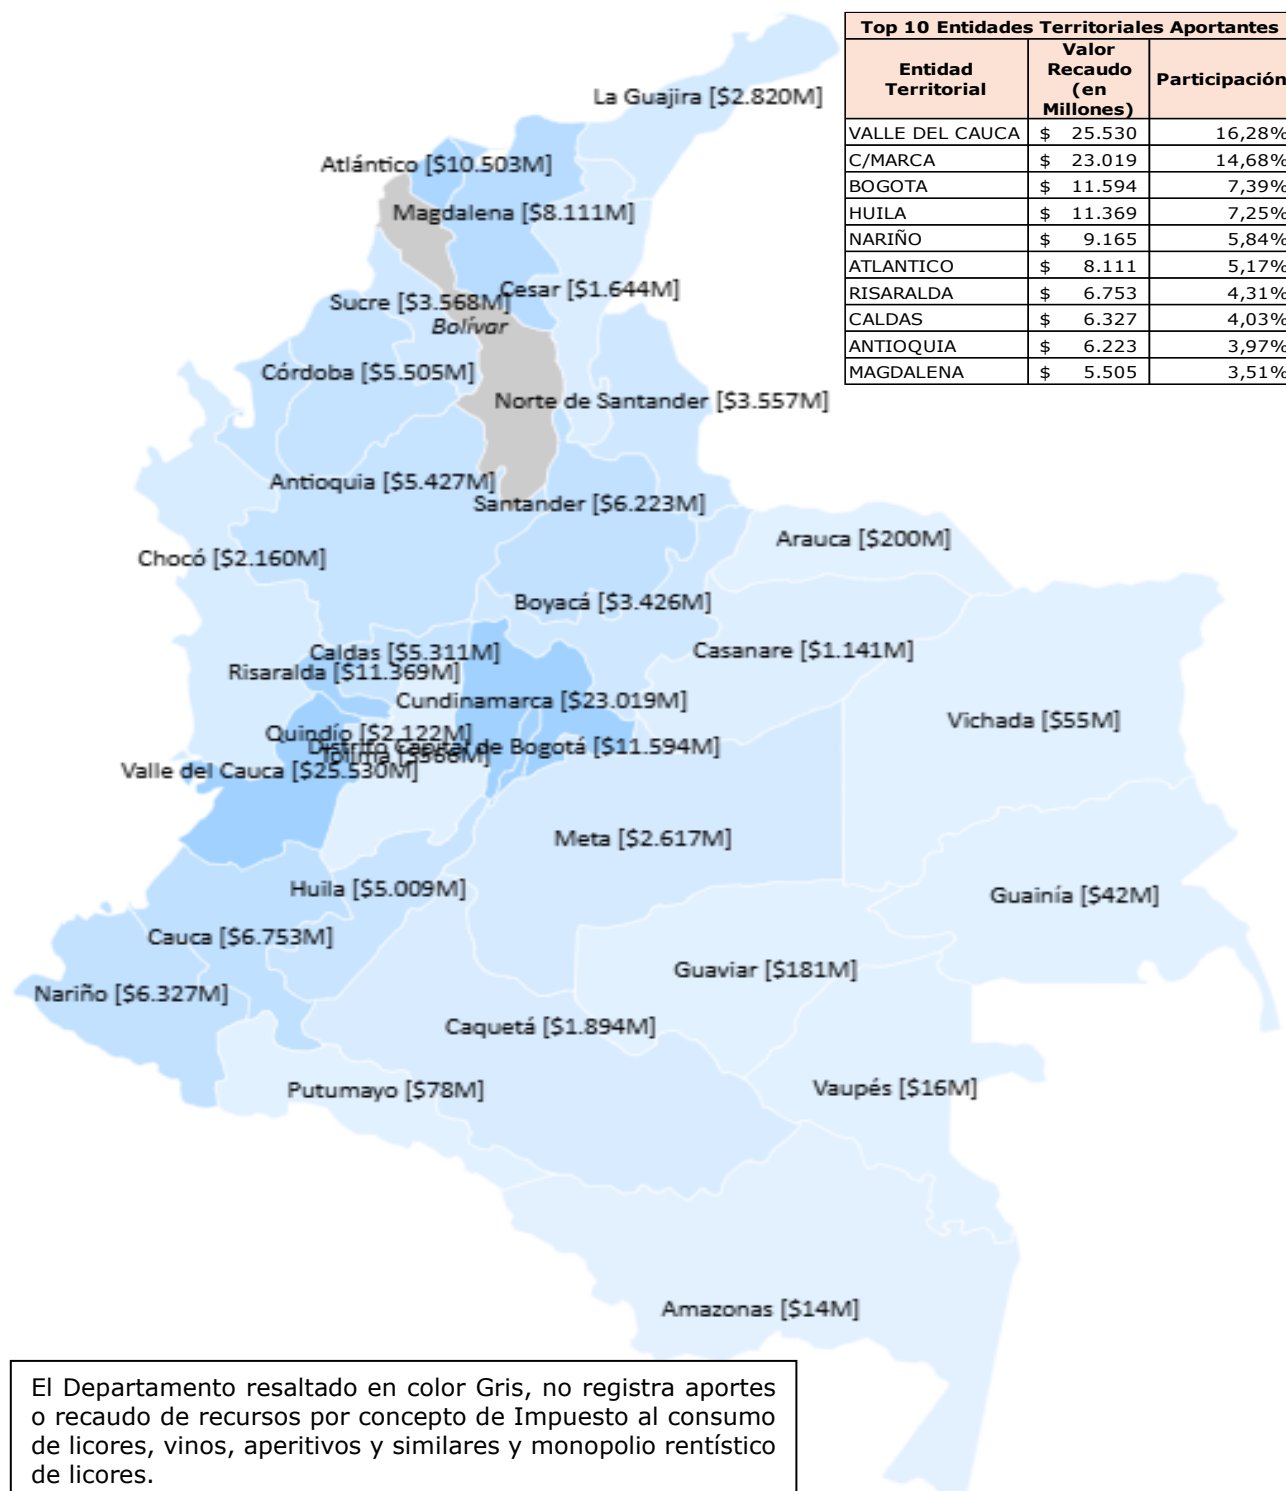 Top 10 Entidades Territoriales Aportantes
Entidad Territorial | Valor Recaudo (en Millones) | Participación
VALLE DEL CAUCA $ 25.530 16,28%
C/MARCA $ 23.019 14,68%
BOGOTA $ 11.594 7,39%
HUILA $ 11.369 7,25%
NARIÑO $ 9.165 5,84%
ATLANTICO $ 8.111 5,17%
RISARALDA $ 6.753 4,31%
CALDAS $ 6.327 4,03%
ANTIOQUIA $ 6.223 3,97%
MAGDALENA $ 5.505 3,51%
La Guajira [$2.820M]
Atlántico [$10.503M]
Magdalena [$8.111M]
Cesar [$1.644M]
Sucre [$3.568M]
Bolívar
Córdoba [$5.505M]
Norte de Santander [$3.557M]
Antioquia [$5.427M]
Santander [$6.223M]
Arauca [$200M]
Chocó [$2.160M]
Boyacá [$3.426M]
Caldas [$5.311M]
Casanare [$1.141M]
Risaralda [$11.369M]
Cundinamarca [$23.019M]
Vichada [$55M]
Quindío [$2.122M]
Distrito Capital de Bogotá [$11.594M]
Tolima
Valle del Cauca [$25.530M]
Meta [$2.617M]
Huila [$5.009M]
Guainía [$42M]
Cauca [$6.753M]
Guaviar [$181M]
Nariño [$6.327M]
Caquetá [$1.894M]
Putumayo [$78M]
Vaupés [$16M]
Amazonas [$14M]
El Departamento resaltado en color Gris, no registra aportes
o recaudo de recursos por concepto de Impuesto al consumo
de licores, vinos, aperitivos y similares y monopolio rentístico
de licores.